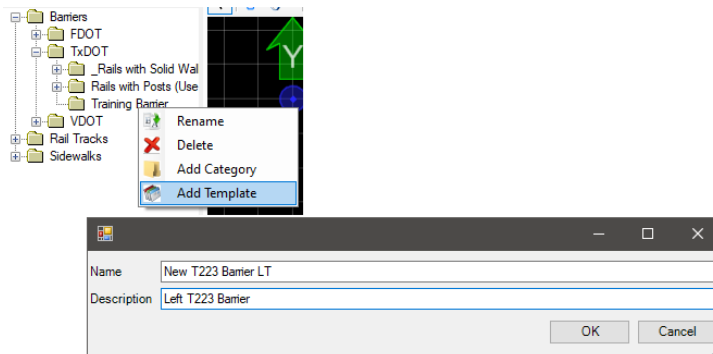 Barriers
FDOT
TxDOT
_Rails with Solid Wal
Rails with Posts (Use
Training Barrier
VDOT
Rail Tracks
Sidewalks
Y
Rename
Delete
Add Category
Add Template
Name New T223 Barrier LT
Description Left T223 Barrier
OK Cancel